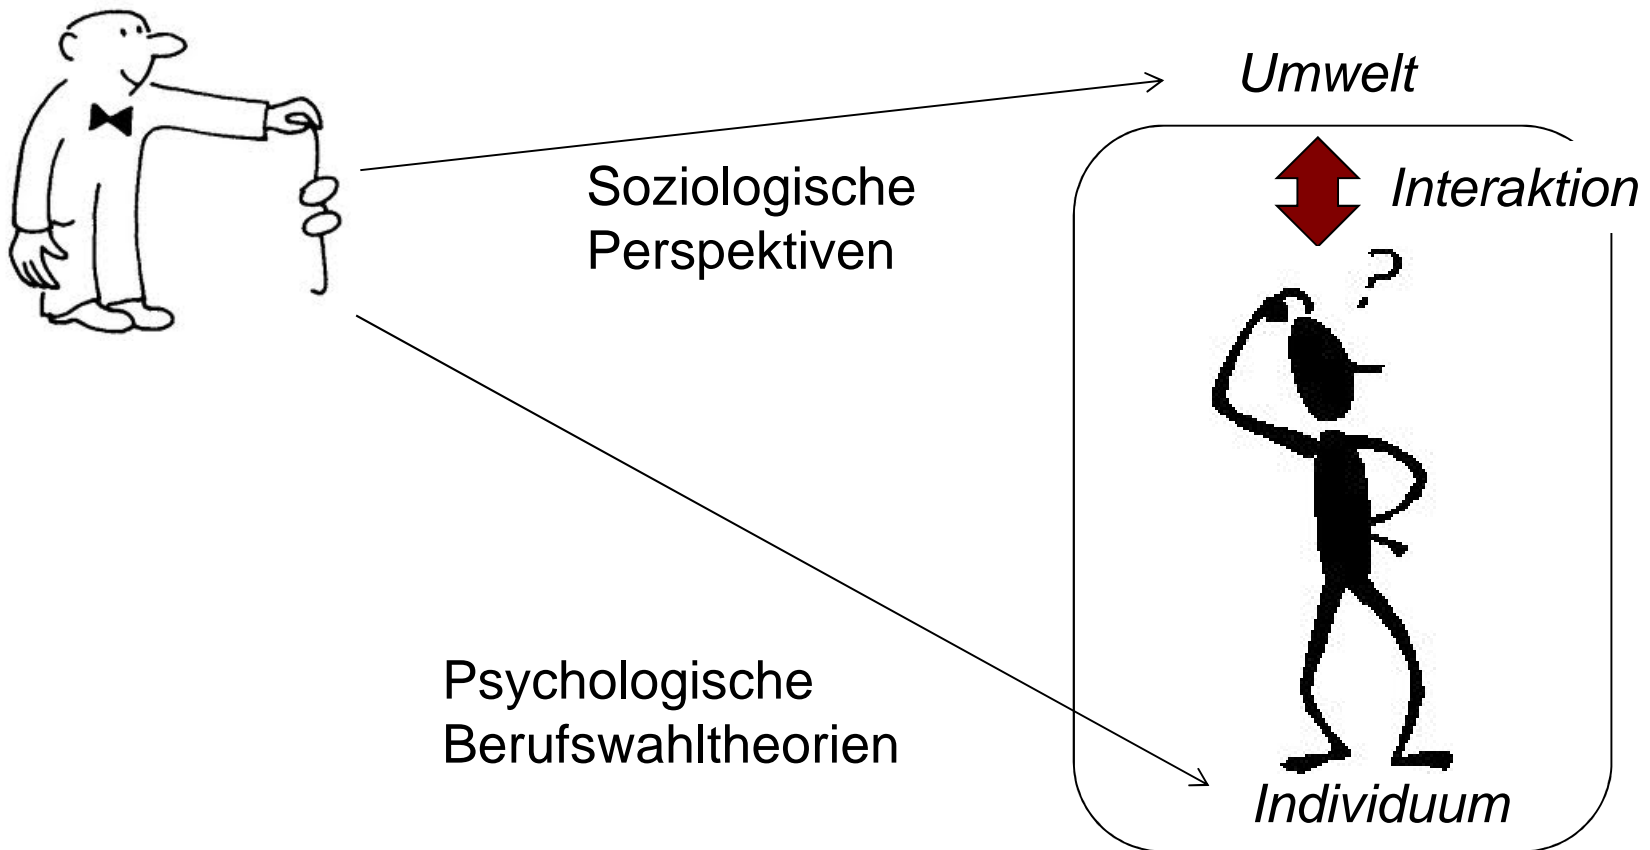 Umwelt
Soziologische
Perspektiven
Interaktion
?
Psychologische
Berufswahltheorien
Individuum